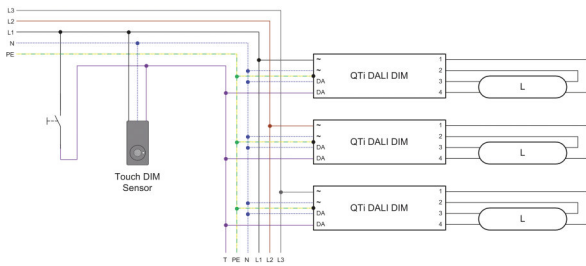 L3
L2
L1
N
PE
~ 1
~ 2
DA QTi DALI DIM 3
DA 4
L
~ 1
~ 2
DA QTi DALI DIM 3
DA 4
L
~ 1
~ 2
DA QTi DALI DIM 3
DA 4
L
Touch DIM
Sensor
T PE N L1 L2 L3